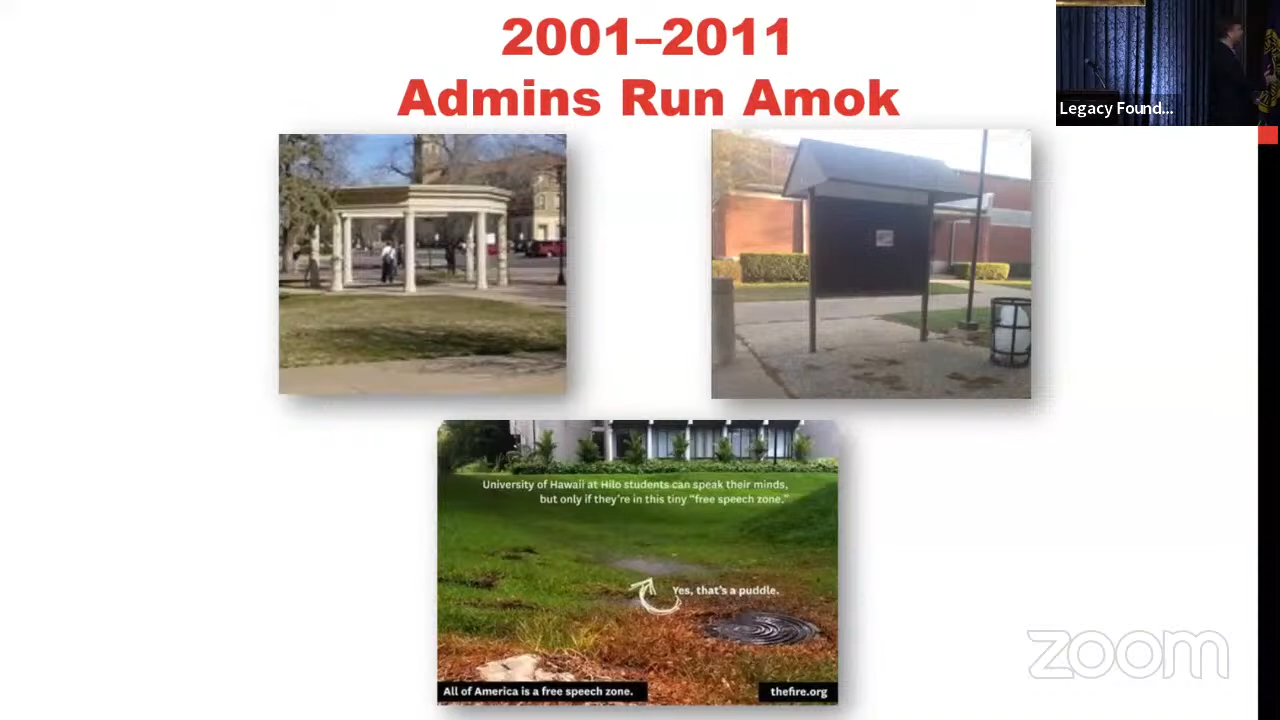 2001–2011
Admins Run Amok
Legacy Found...
University of Hawaii at Hilo students can speak their minds,
but only if they're in this tiny "free speech zone."
Yes, that's a puddle.
All of America is a free speech zone.
thefire.org
zoom